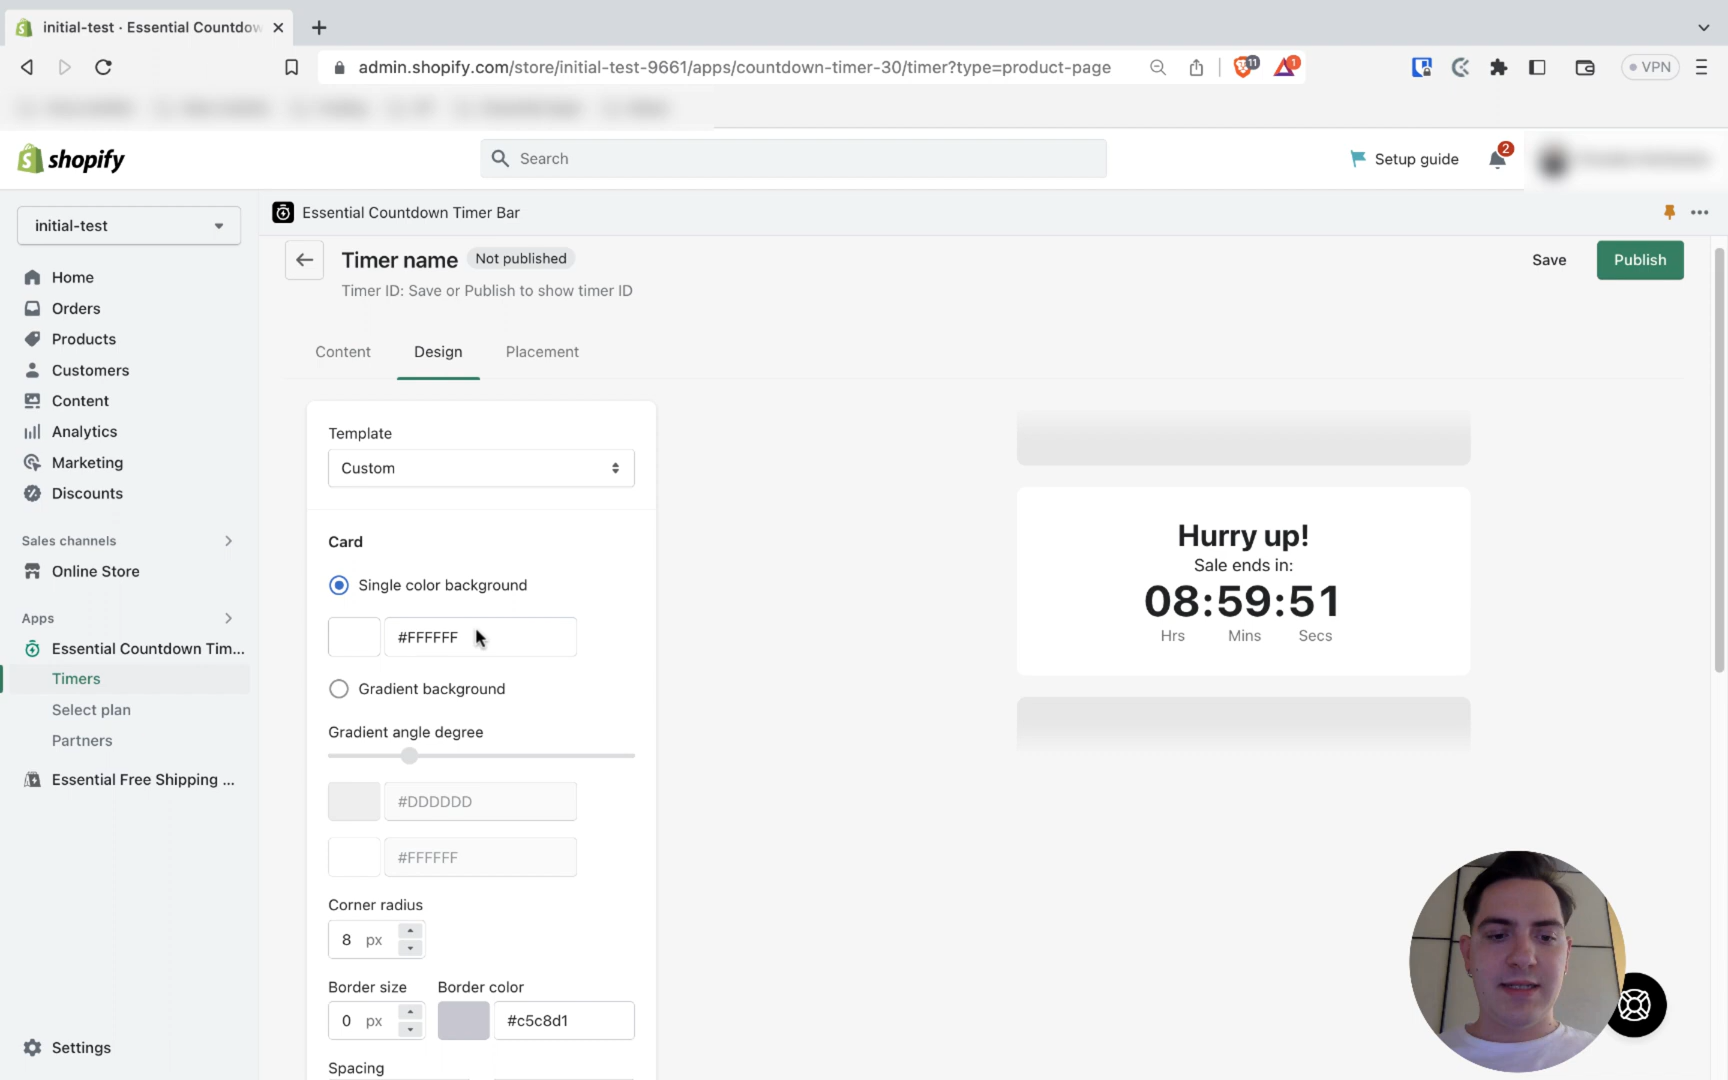 initial-test · Essential Countdow
admin.shopify.com/store/initial-test-9661/apps/countdown-timer-30/timer?type=product-page
11
1
VPN
shopify
Search
Setup guide
2
initial-test
Essential Countdown Timer Bar
Home
Orders
Products
Customers
Content
Analytics
Marketing
Discounts
Sales channels
Online Store
Apps
Essential Countdown Tim...
Timers
Select plan
Partners
Essential Free Shipping ...
Settings
Timer name
Not published
Timer ID: Save or Publish to show timer ID
Save
Publish
Content
Design
Placement
Template
Custom
Card
Single color background
#FFFFFF
Gradient background
Gradient angle degree
#DDDDDD
#FFFFFF
Corner radius
8 px
Border size
Border color
0 px
#c5c8d1
Spacing
Hurry up!
Sale ends in:
08:59:51
Hrs Mins Secs